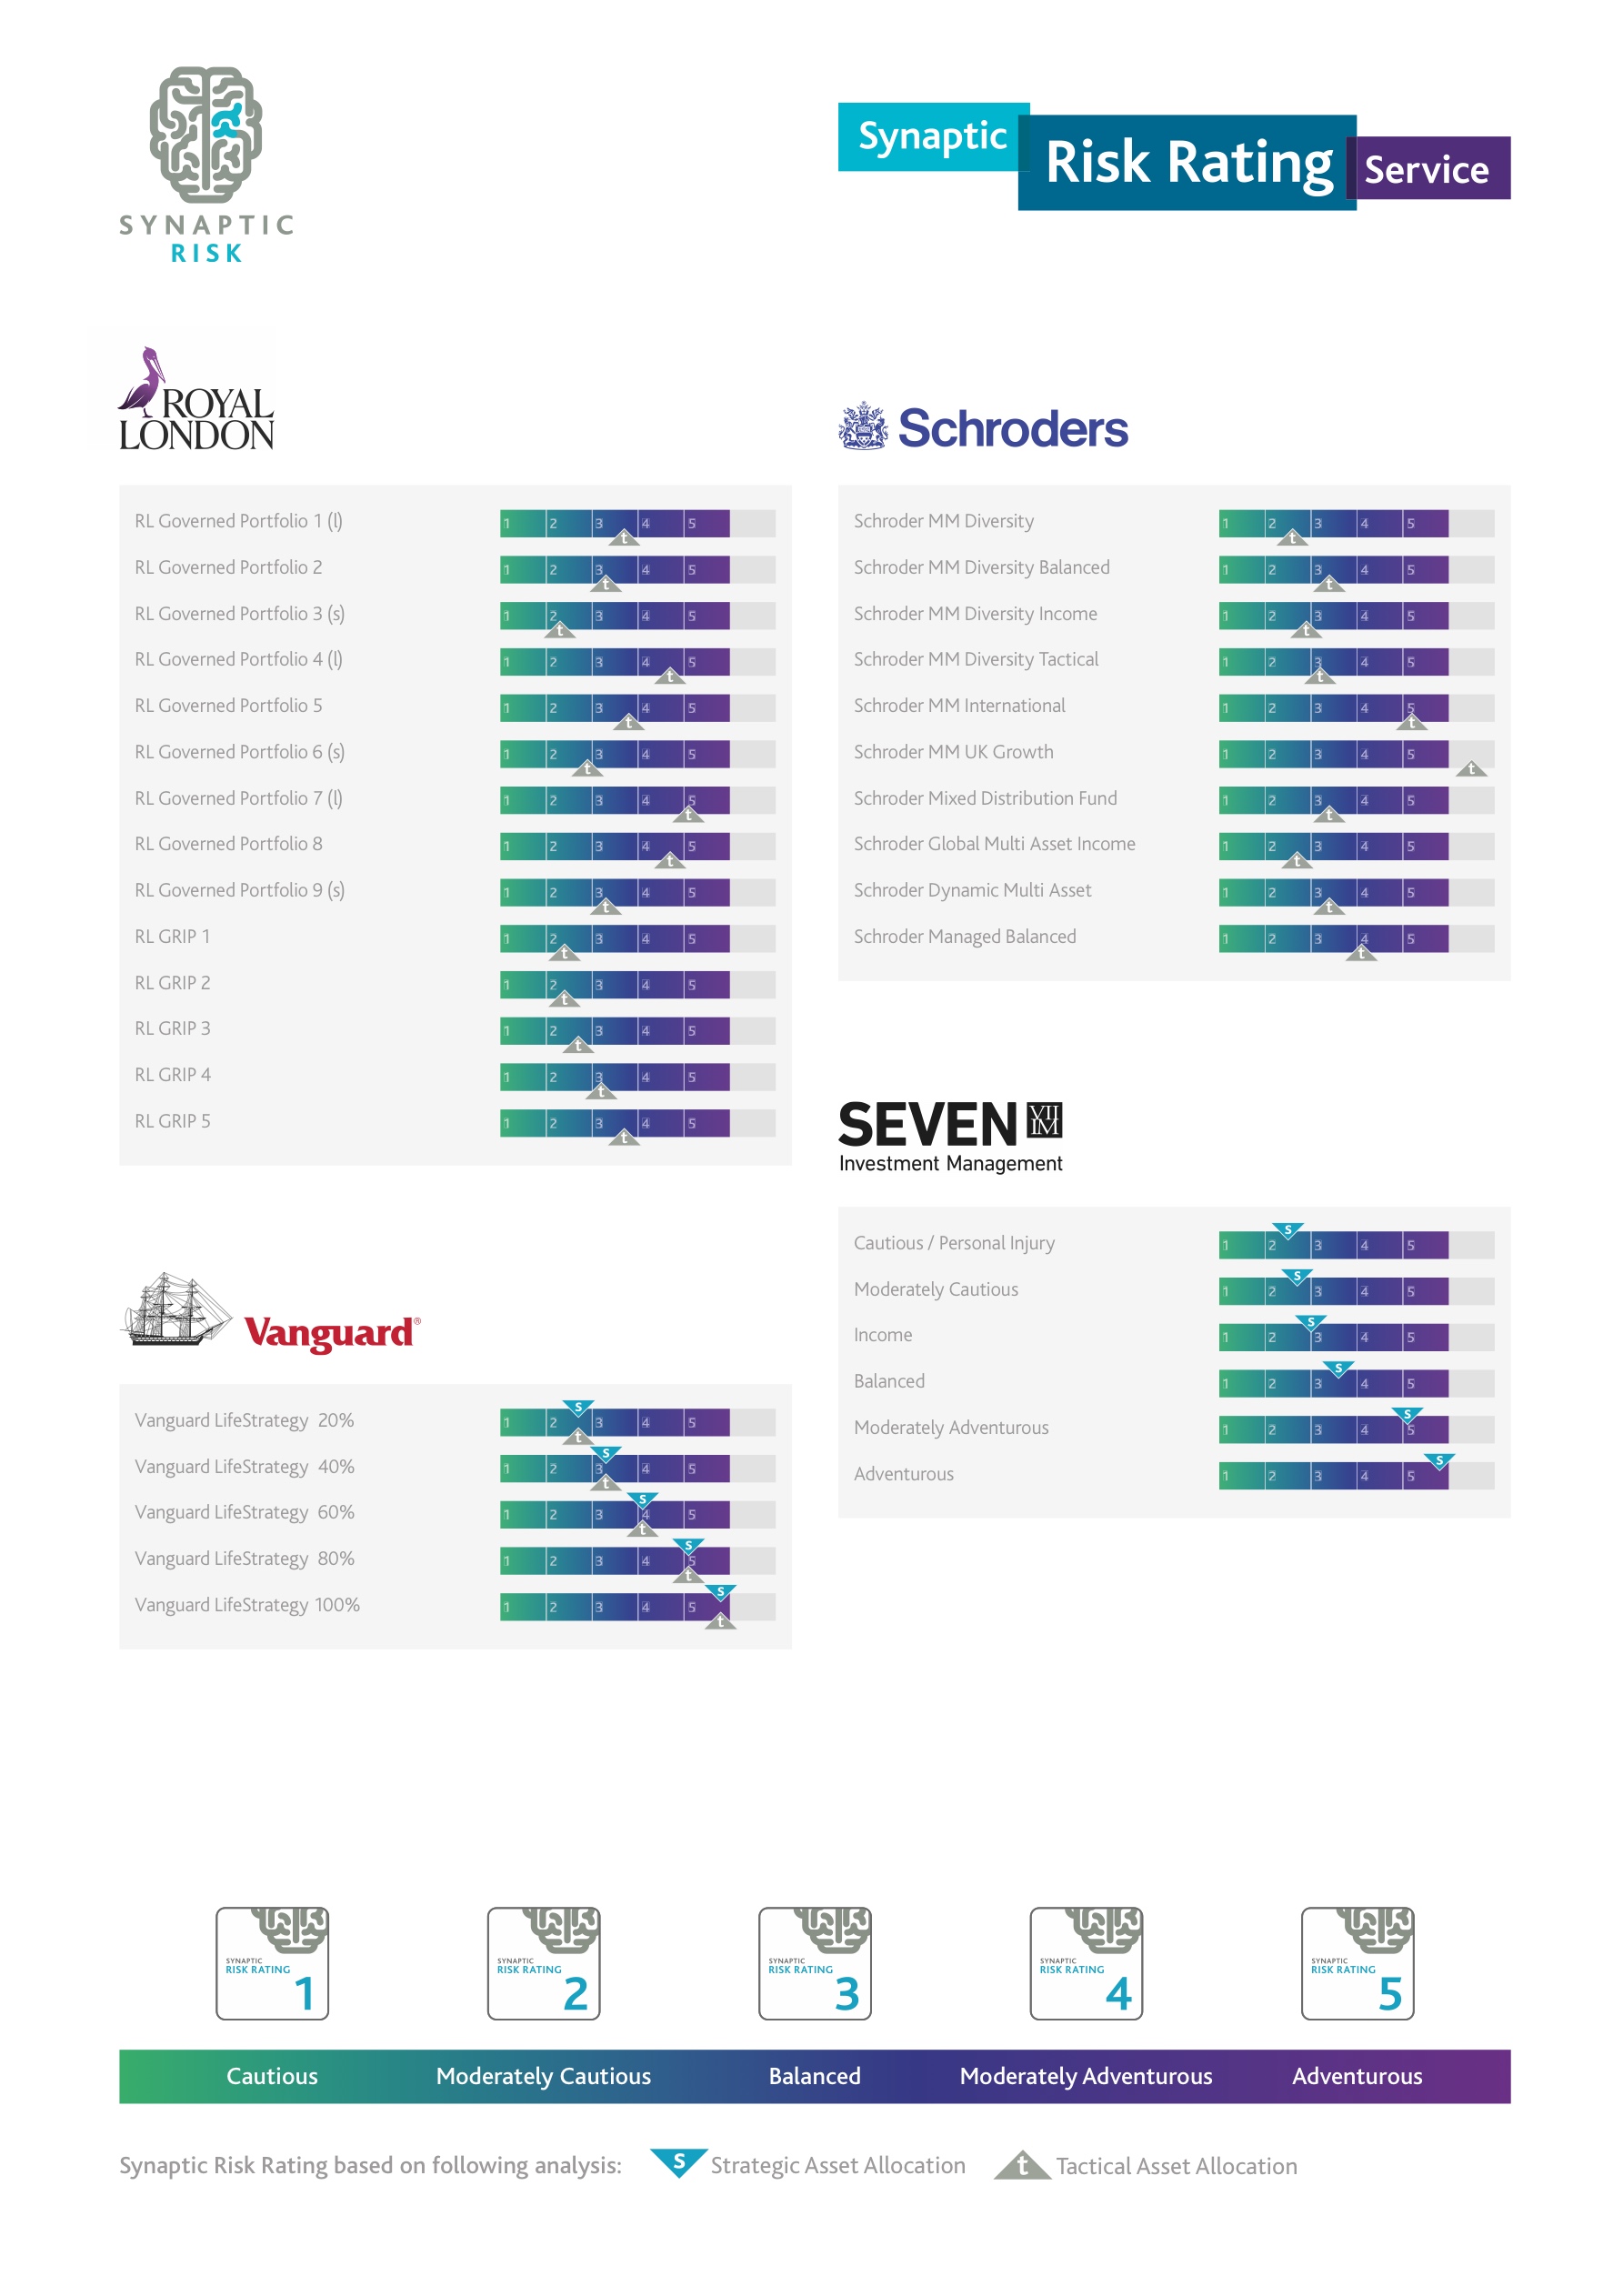 SYNAPTIC
RISK
Synaptic Risk Rating Service
ROYAL
LONDON
RL Governed Portfolio 1 (l) 1 2 3 4 5 t
RL Governed Portfolio 2 1 2 3 4 5 t
RL Governed Portfolio 3 (s) 1 2 3 4 5 t
RL Governed Portfolio 4 (l) 1 2 3 4 5 t
RL Governed Portfolio 5 1 2 3 4 5 t
RL Governed Portfolio 6 (s) 1 2 3 4 5 t
RL Governed Portfolio 7 (l) 1 2 3 4 5 t
RL Governed Portfolio 8 1 2 3 4 5 t
RL Governed Portfolio 9 (s) 1 2 3 4 5 t
RL GRIP 1 1 2 3 4 5 t
RL GRIP 2 1 2 3 4 5 t
RL GRIP 3 1 2 3 4 5 t
RL GRIP 4 1 2 3 4 5 t
RL GRIP 5 1 2 3 4 5 t
Vanguard®
Vanguard LifeStrategy 20% s 1 2 3 4 5 t
Vanguard LifeStrategy 40% s 1 2 3 4 5 t
Vanguard LifeStrategy 60% s 1 2 3 4 5 t
Vanguard LifeStrategy 80% s 1 2 3 4 5 t
Vanguard LifeStrategy 100% s 1 2 3 4 5 t
Schroders
Schroder MM Diversity 1 2 3 4 5 t
Schroder MM Diversity Balanced 1 2 3 4 5 t
Schroder MM Diversity Income 1 2 3 4 5 t
Schroder MM Diversity Tactical 1 2 3 4 5 t
Schroder MM International 1 2 3 4 5 t
Schroder MM UK Growth 1 2 3 4 5 t
Schroder Mixed Distribution Fund 1 2 3 4 5 t
Schroder Global Multi Asset Income 1 2 3 4 5 t
Schroder Dynamic Multi Asset 1 2 3 4 5 t
Schroder Managed Balanced 1 2 3 4 5 t
SEVEN VII IM
Investment Management
Cautious / Personal Injury s 1 2 3 4 5
Moderately Cautious s 1 2 3 4 5
Income s 1 2 3 4 5
Balanced s 1 2 3 4 5
Moderately Adventurous s 1 2 3 4 5
Adventurous s 1 2 3 4 5
SYNAPTIC
RISK RATING
1
SYNAPTIC
RISK RATING
2
SYNAPTIC
RISK RATING
3
SYNAPTIC
RISK RATING
4
SYNAPTIC
RISK RATING
5
Cautious Moderately Cautious Balanced Moderately Adventurous Adventurous
Synaptic Risk Rating based on following analysis: s Strategic Asset Allocation t Tactical Asset Allocation